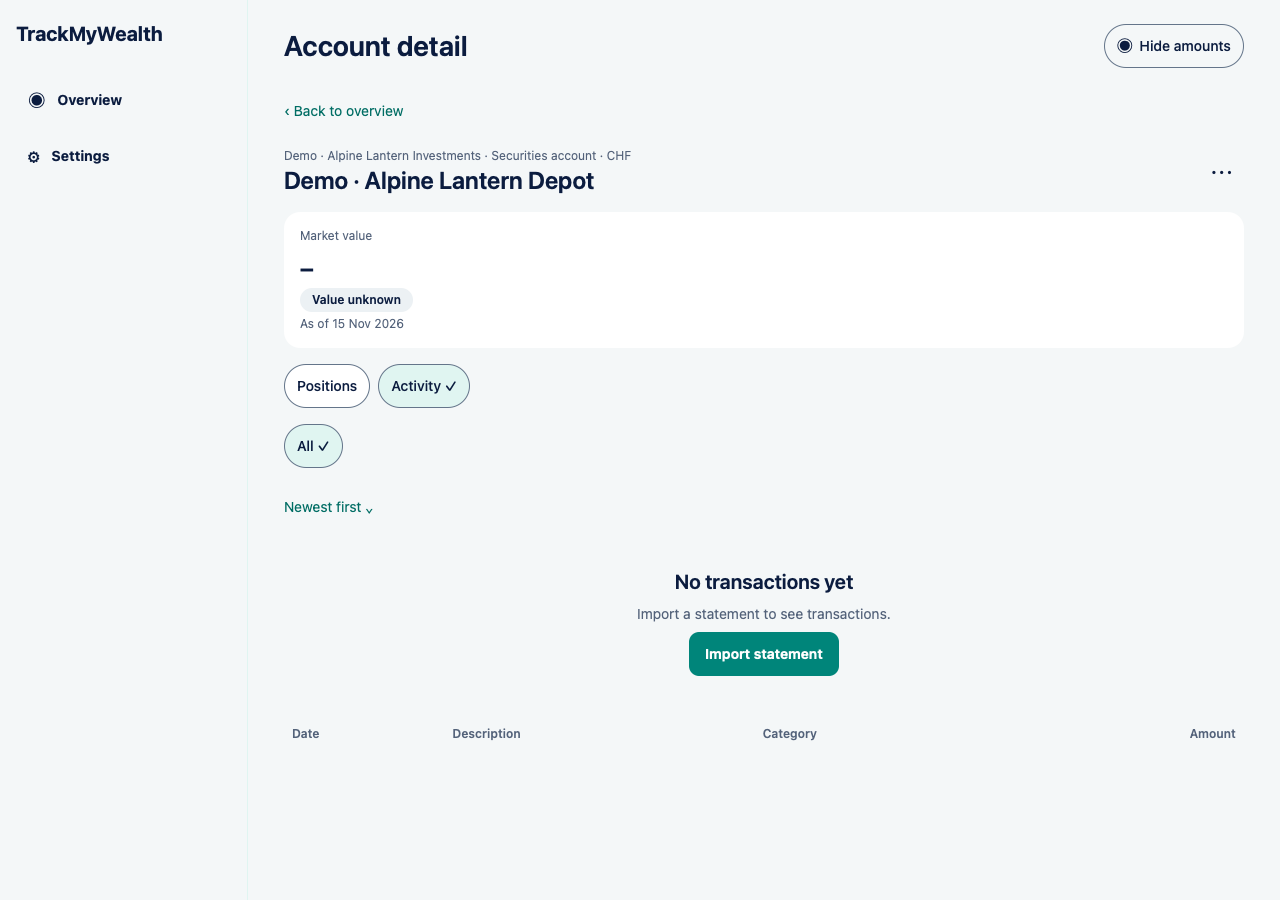 TrackMyWealth
Account detail
Hide amounts
Overview
‹ Back to overview
Settings
Demo · Alpine Lantern Investments · Securities account · CHF
Demo · Alpine Lantern Depot
Market value
–
Value unknown
As of 15 Nov 2026
Positions
Activity ✓
All ✓
Newest first
No transactions yet
Import a statement to see transactions.
Import statement
Date Description Category Amount